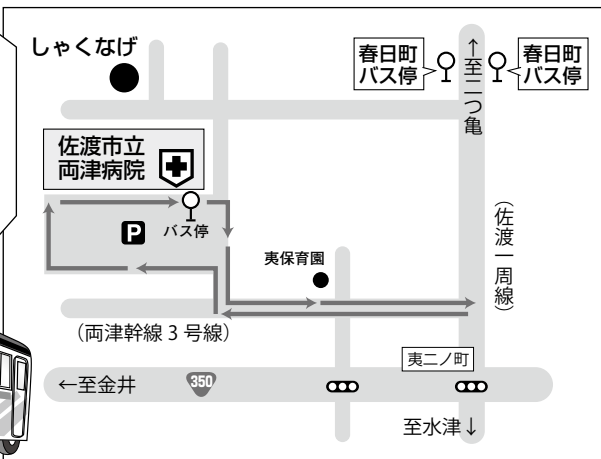 しゃくなげ
春日町
バス停
↑至二つ亀
春日町
バス停
佐渡市立
両津病院
P
バス停
夷保育園
（佐渡一周線）
（両津幹線３号線）
夷二ノ町
←至金井
350
至水津↓